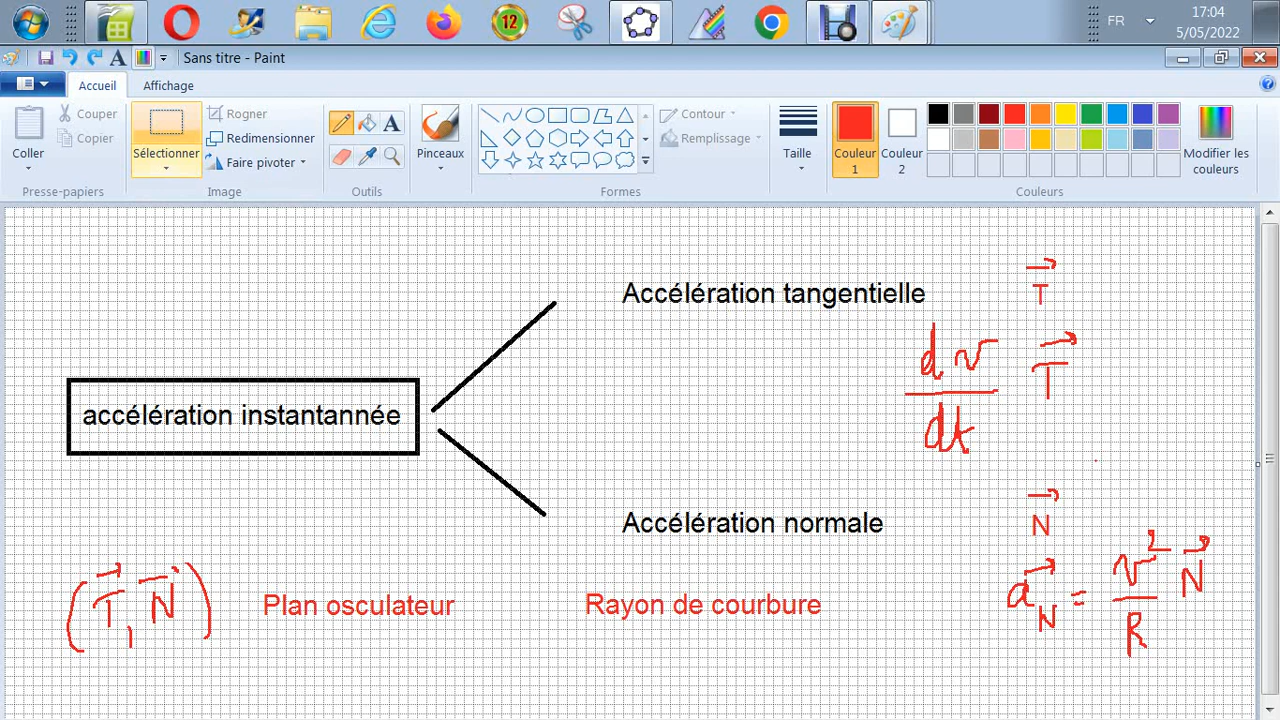 12
FR
17:04
5/05/2022
Sans titre - Paint
Accueil
Affichage
Coller
Couper
Copier
Presse-papiers
Sélectionner
Rogner
Redimensionner
Faire pivoter
Image
Outils
Pinceaux
Formes
Contour
Remplissage
Taille
Couleur
1
Couleur
2
Modifier les
couleurs
Couleurs
accélération instantannée
Accélération tangentielle
T⃗
dv/dt T⃗
Accélération normale
N⃗
a⃗_N = v²/R N⃗
(T⃗, N⃗)
Plan osculateur
Rayon de courbure